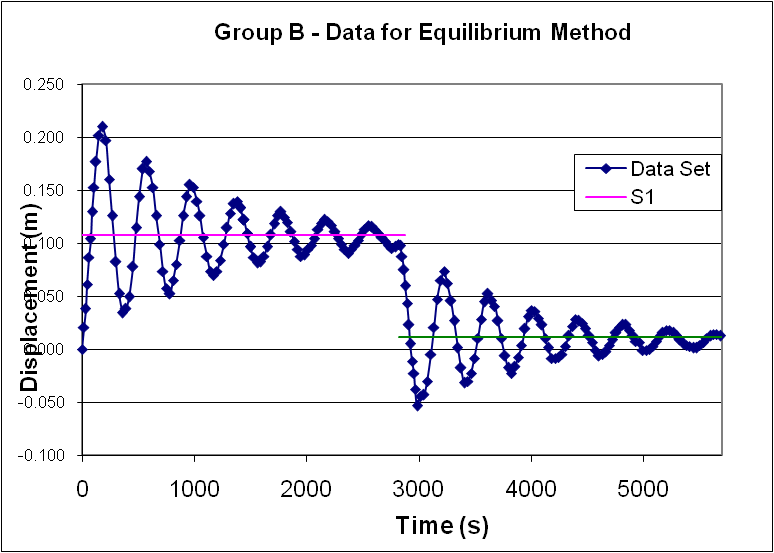 Group B - Data for Equilibrium Method
0.250
0.200
0.150
0.100
0.050
0.000
-0.050
-0.100
Displacement (m)
Data Set
S1
0 1000 2000 3000 4000 5000
Time (s)